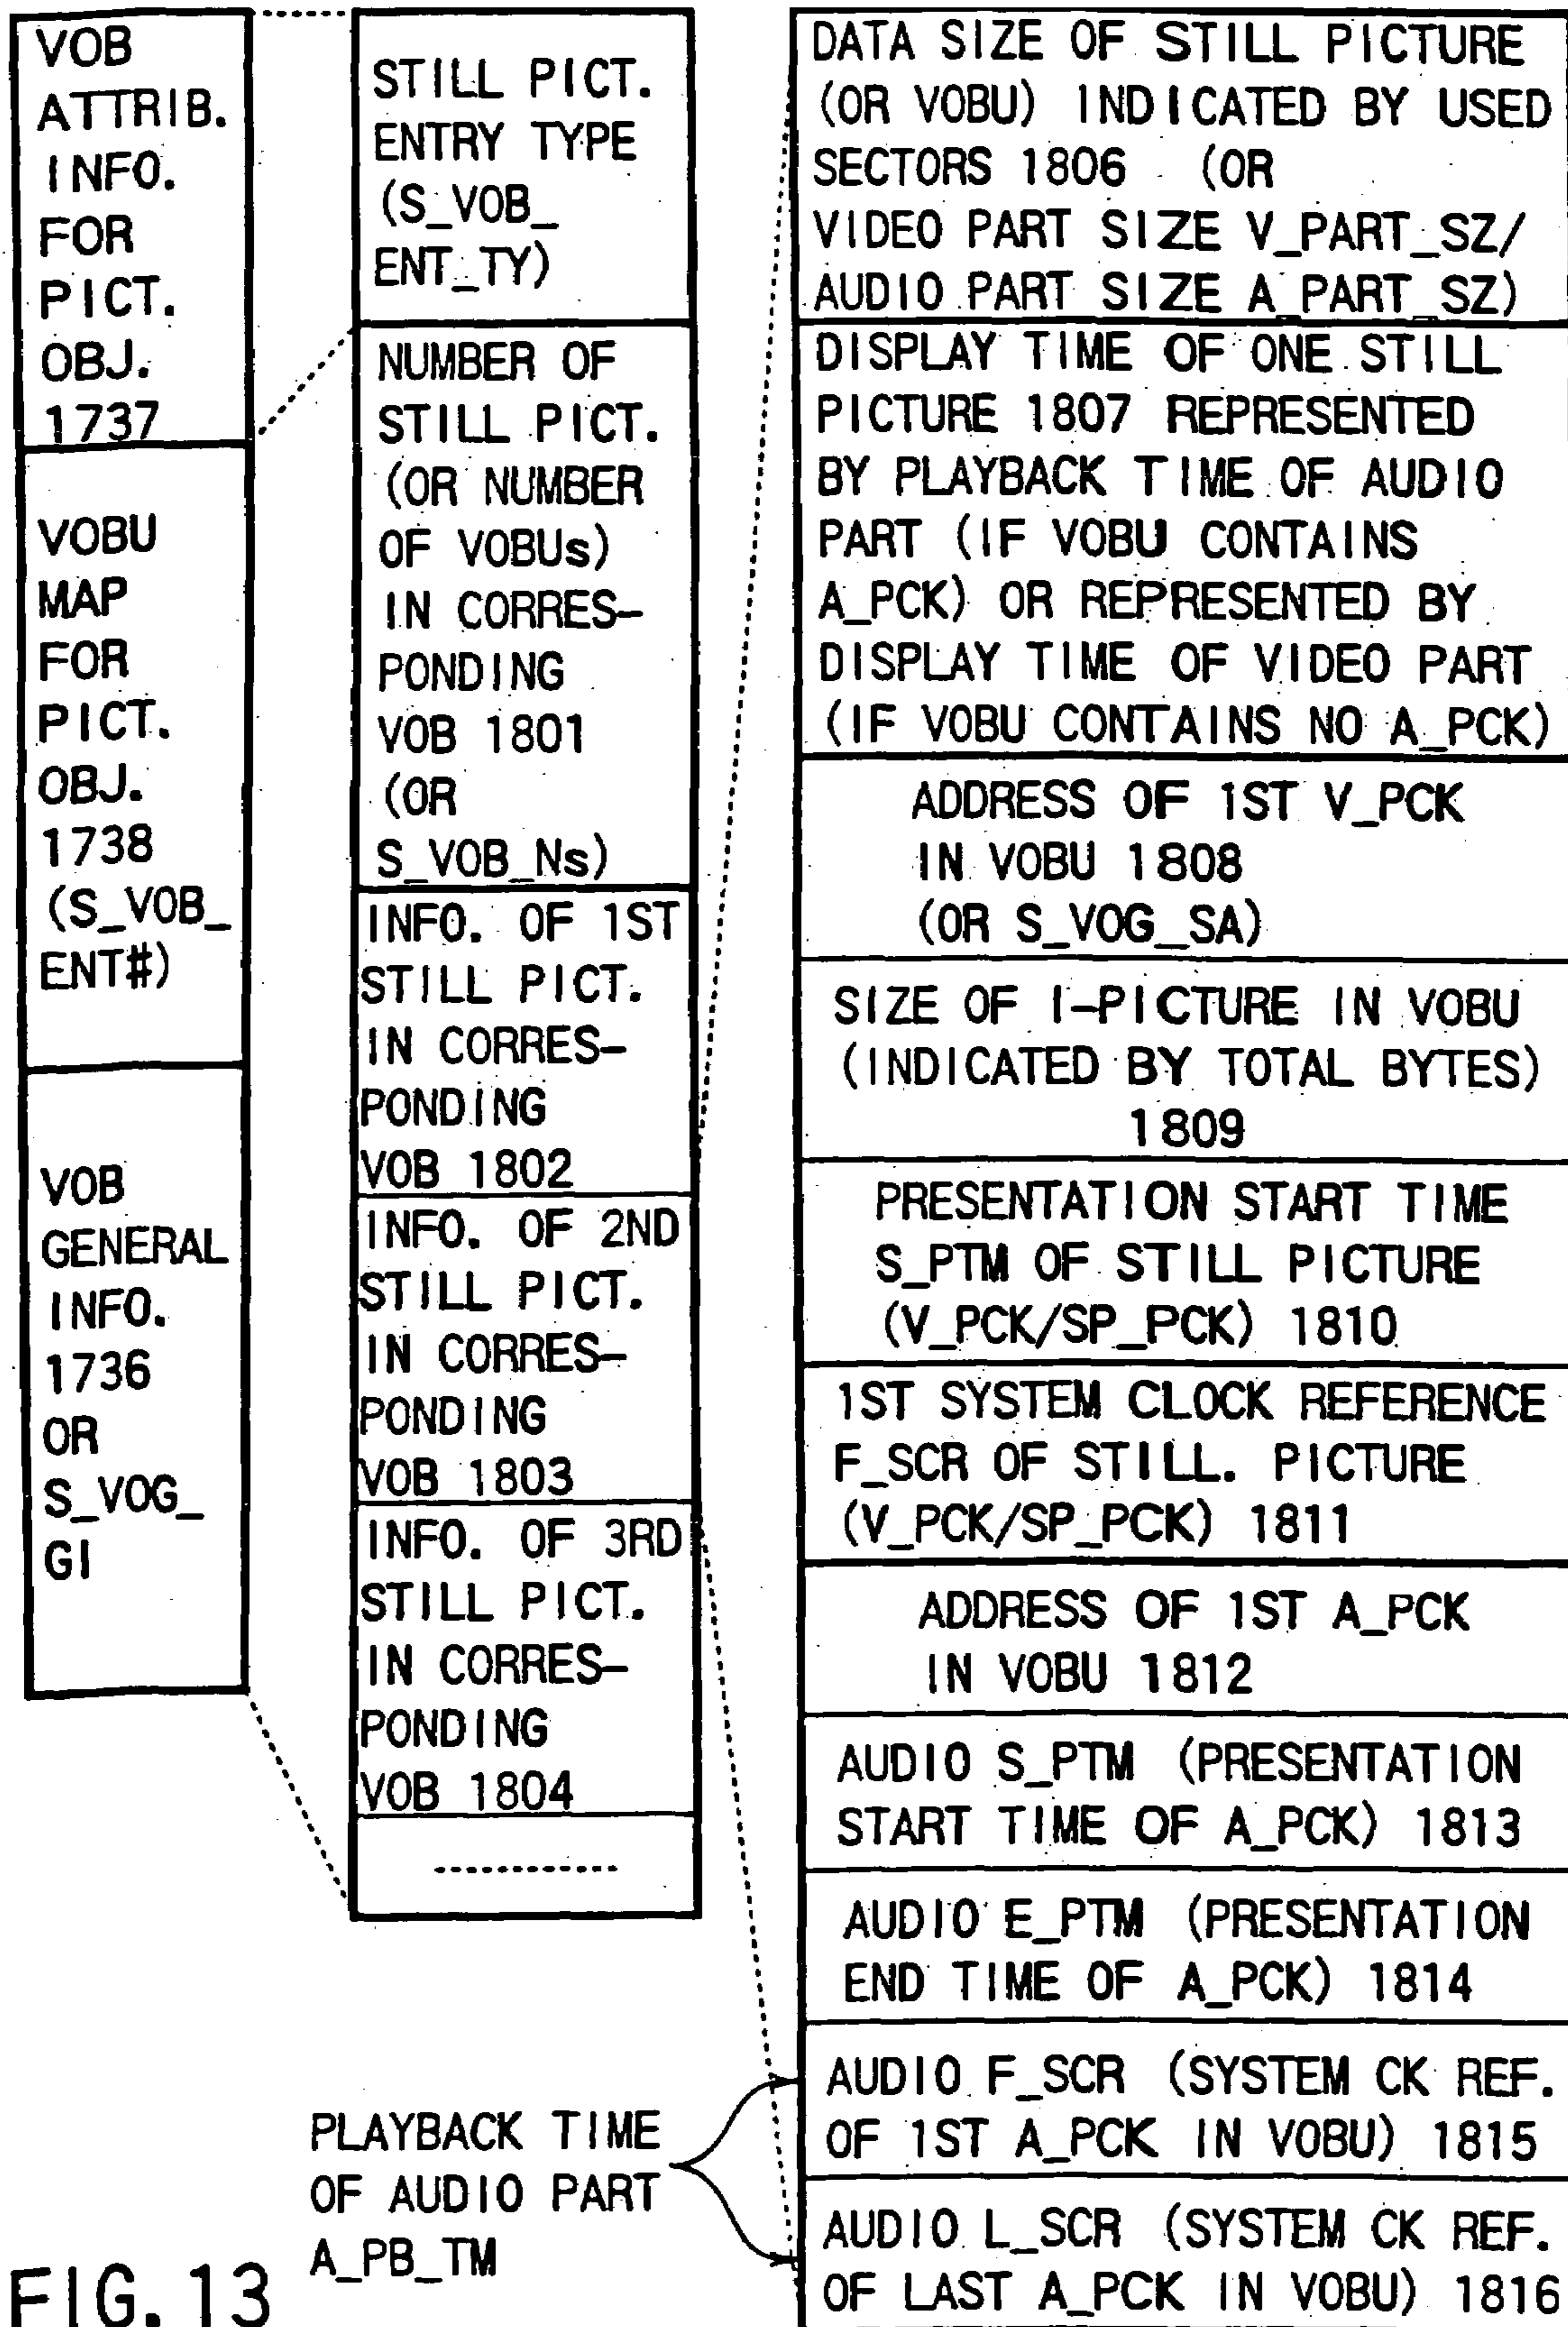 VOB
ATTRIB.
INFO.
FOR
PICT.
OBJ.
1737
VOBU
MAP
FOR
PICT.
OBJ.
1738
(S_VOB_
ENT#)
VOB
GENERAL
INFO.
1736
OR
S_VOG_
GI
STILL PICT.
ENTRY TYPE
(S_VOB_
ENT_TY)
NUMBER OF
STILL PICT.
(OR NUMBER
OF VOBUs)
IN CORRES-
PONDING
VOB 1801
(OR
S_VOB_Ns)
INFO. OF 1ST
STILL PICT.
IN CORRES-
PONDING
VOB 1802
INFO. OF 2ND
STILL PICT.
IN CORRES-
PONDING
VOB 1803
INFO. OF 3RD
STILL PICT.
IN CORRES-
PONDING
VOB 1804
DATA SIZE OF STILL PICTURE
(OR VOBU) INDICATED BY USED
SECTORS 1806 (OR
VIDEO PART SIZE V_PART_SZ/
AUDIO PART SIZE A_PART_SZ)
DISPLAY TIME OF ONE STILL
PICTURE 1807 REPRESENTED
BY PLAYBACK TIME OF AUDIO
PART (IF VOBU CONTAINS
A_PCK) OR REPRESENTED BY
DISPLAY TIME OF VIDEO PART
(IF VOBU CONTAINS NO A_PCK)
ADDRESS OF 1ST V_PCK
IN VOBU 1808
(OR S_VOG_SA)
SIZE OF I-PICTURE IN VOBU
(INDICATED BY TOTAL BYTES)
1809
PRESENTATION START TIME
S_PTM OF STILL PICTURE
(V_PCK/SP_PCK) 1810
1ST SYSTEM CLOCK REFERENCE
F_SCR OF STILL. PICTURE
(V_PCK/SP_PCK) 1811
ADDRESS OF 1ST A_PCK
IN VOBU 1812
AUDIO S_PTM (PRESENTATION
START TIME OF A_PCK) 1813
AUDIO E_PTM (PRESENTATION
END TIME OF A_PCK) 1814
AUDIO F_SCR (SYSTEM CK REF.
OF 1ST A_PCK IN VOBU) 1815
AUDIO L_SCR (SYSTEM CK REF.
OF LAST A_PCK IN VOBU) 1816
PLAYBACK TIME
OF AUDIO PART
A_PB_TM
FIG. 13